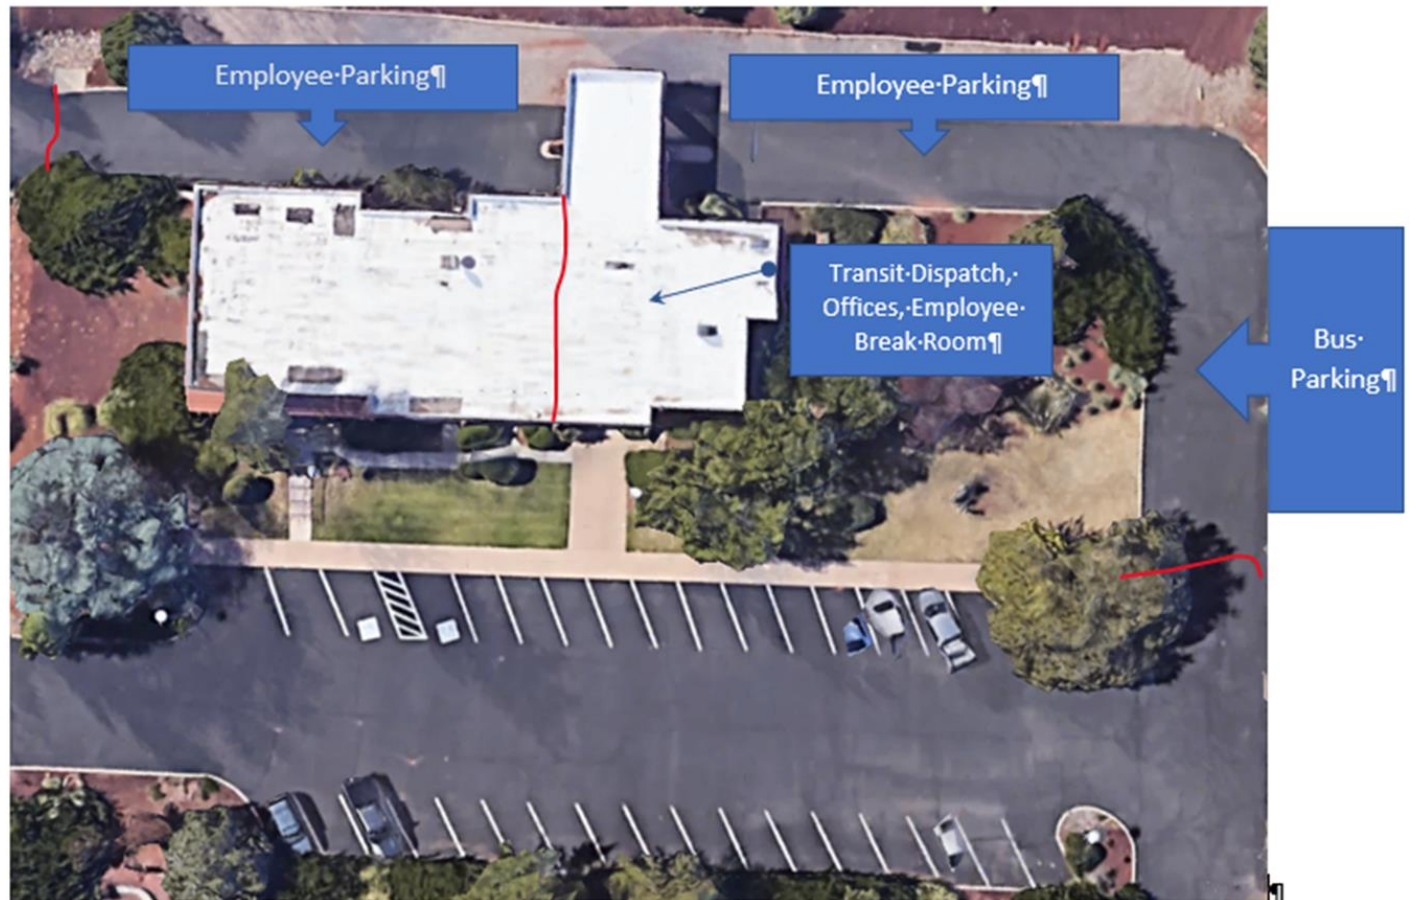 Employee·Parking¶
Employee·Parking¶
Transit·Dispatch,·
Offices,·Employee·
Break·Room¶
Bus·
Parking¶
¶